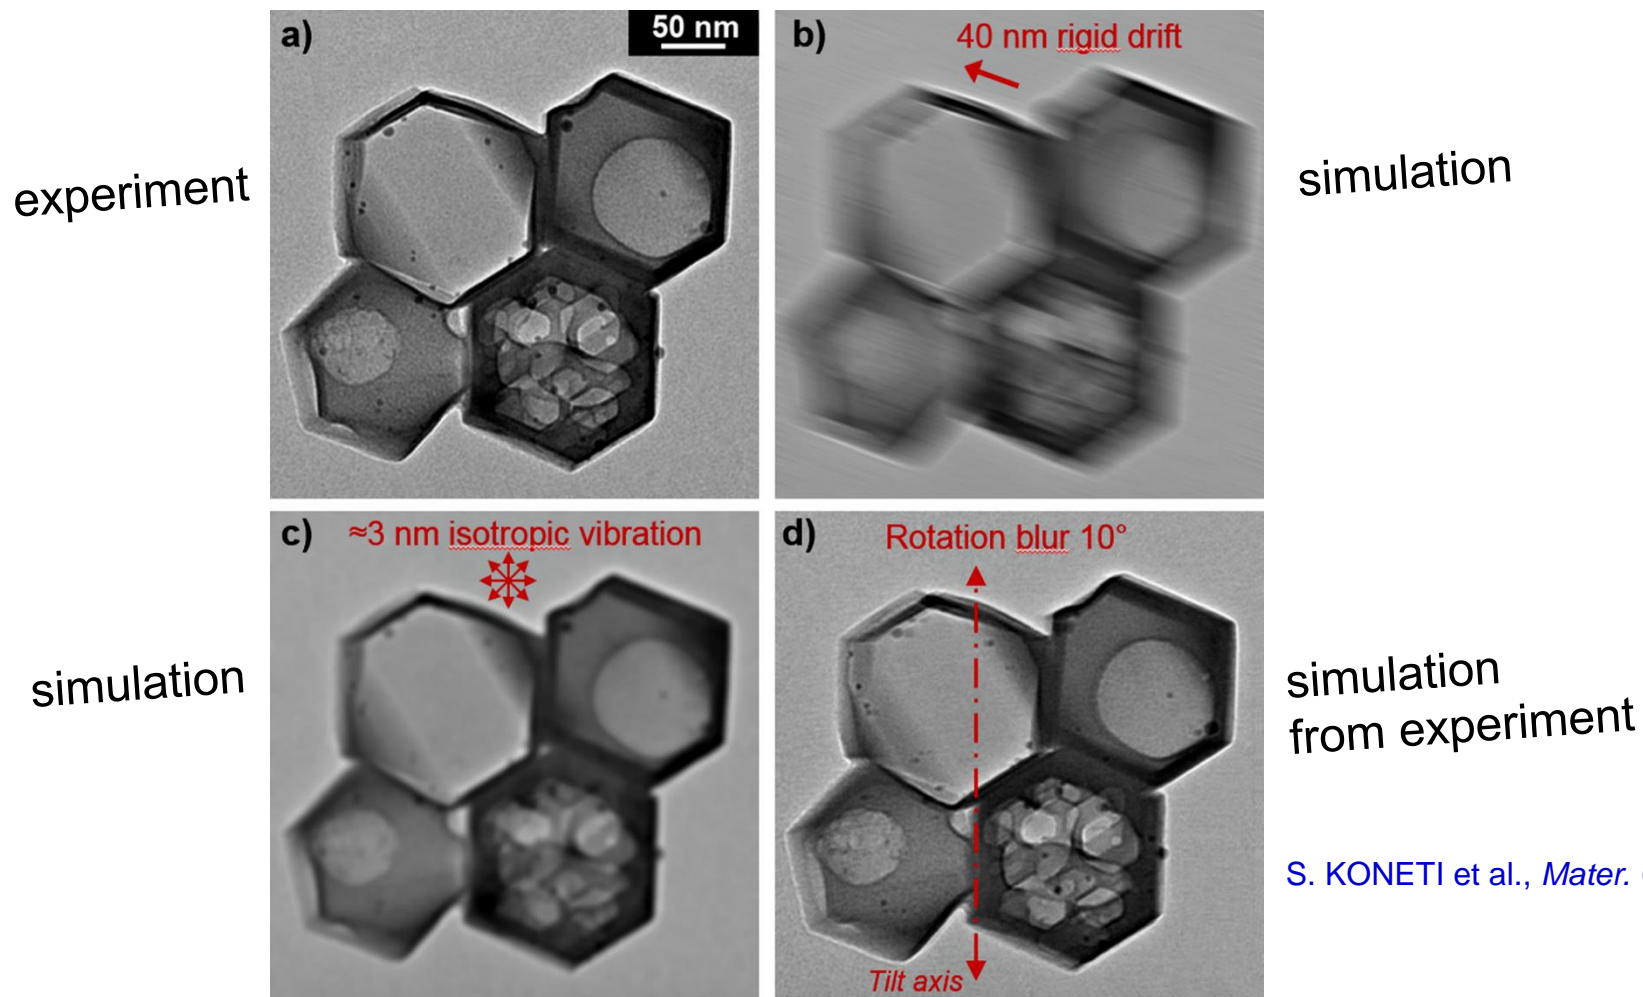 a)
50 nm
b)
40 nm rigid drift
experiment
simulation
c)
≈3 nm isotropic vibration
d)
Rotation blur 10°
simulation
simulation
from experiment
S. KONETI et al., Mater.
Tilt axis